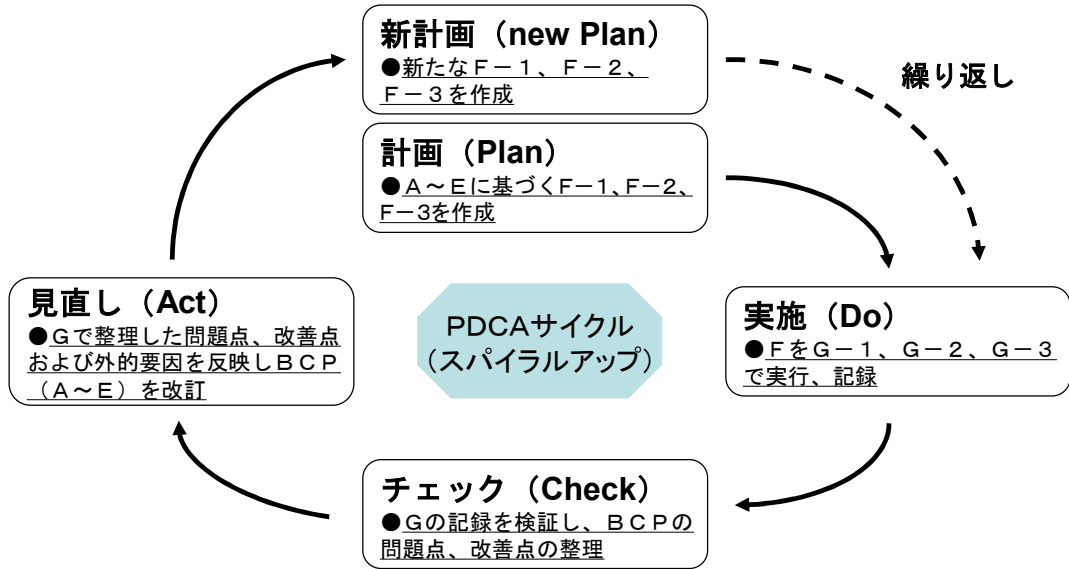 新計画（new Plan）
●新たなＦ－１、Ｆ－２、
Ｆ－３を作成
繰り返し
計画（Plan）
●Ａ～Ｅに基づくF－１、F－２、
F－３を作成
見直し（Act）
●Ｇで整理した問題点、改善点
および外的要因を反映しＢＣＰ
（Ａ～Ｅ）を改訂
PDCAサイクル
（スパイラルアップ）
実施（Do）
●ＦをＧ－１、Ｇ－２、Ｇ－３
で実行、記録
チェック（Check）
●Ｇの記録を検証し、ＢＣＰの
問題点、改善点の整理